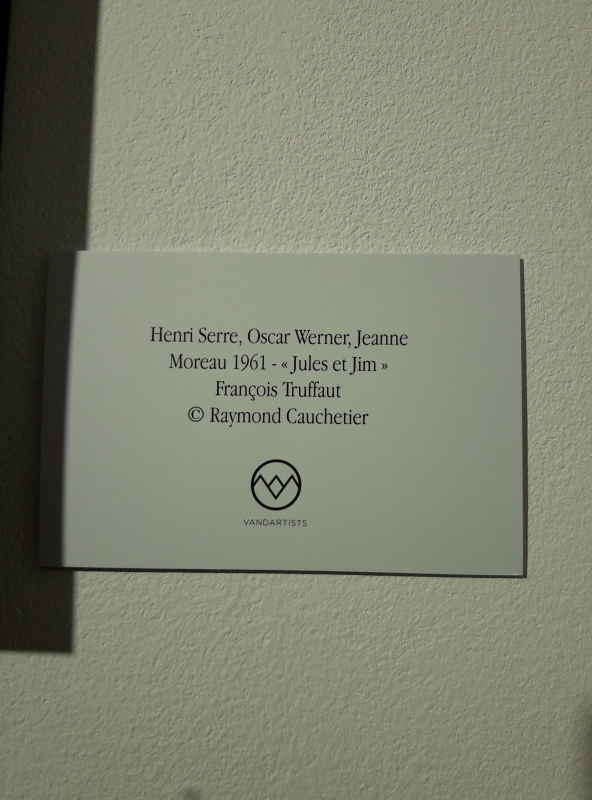 Henri Serre, Oscar Werner, Jeanne
Moreau 1961 - « Jules et Jim »
François Truffaut
© Raymond Cauchetier
VANDARTISTS